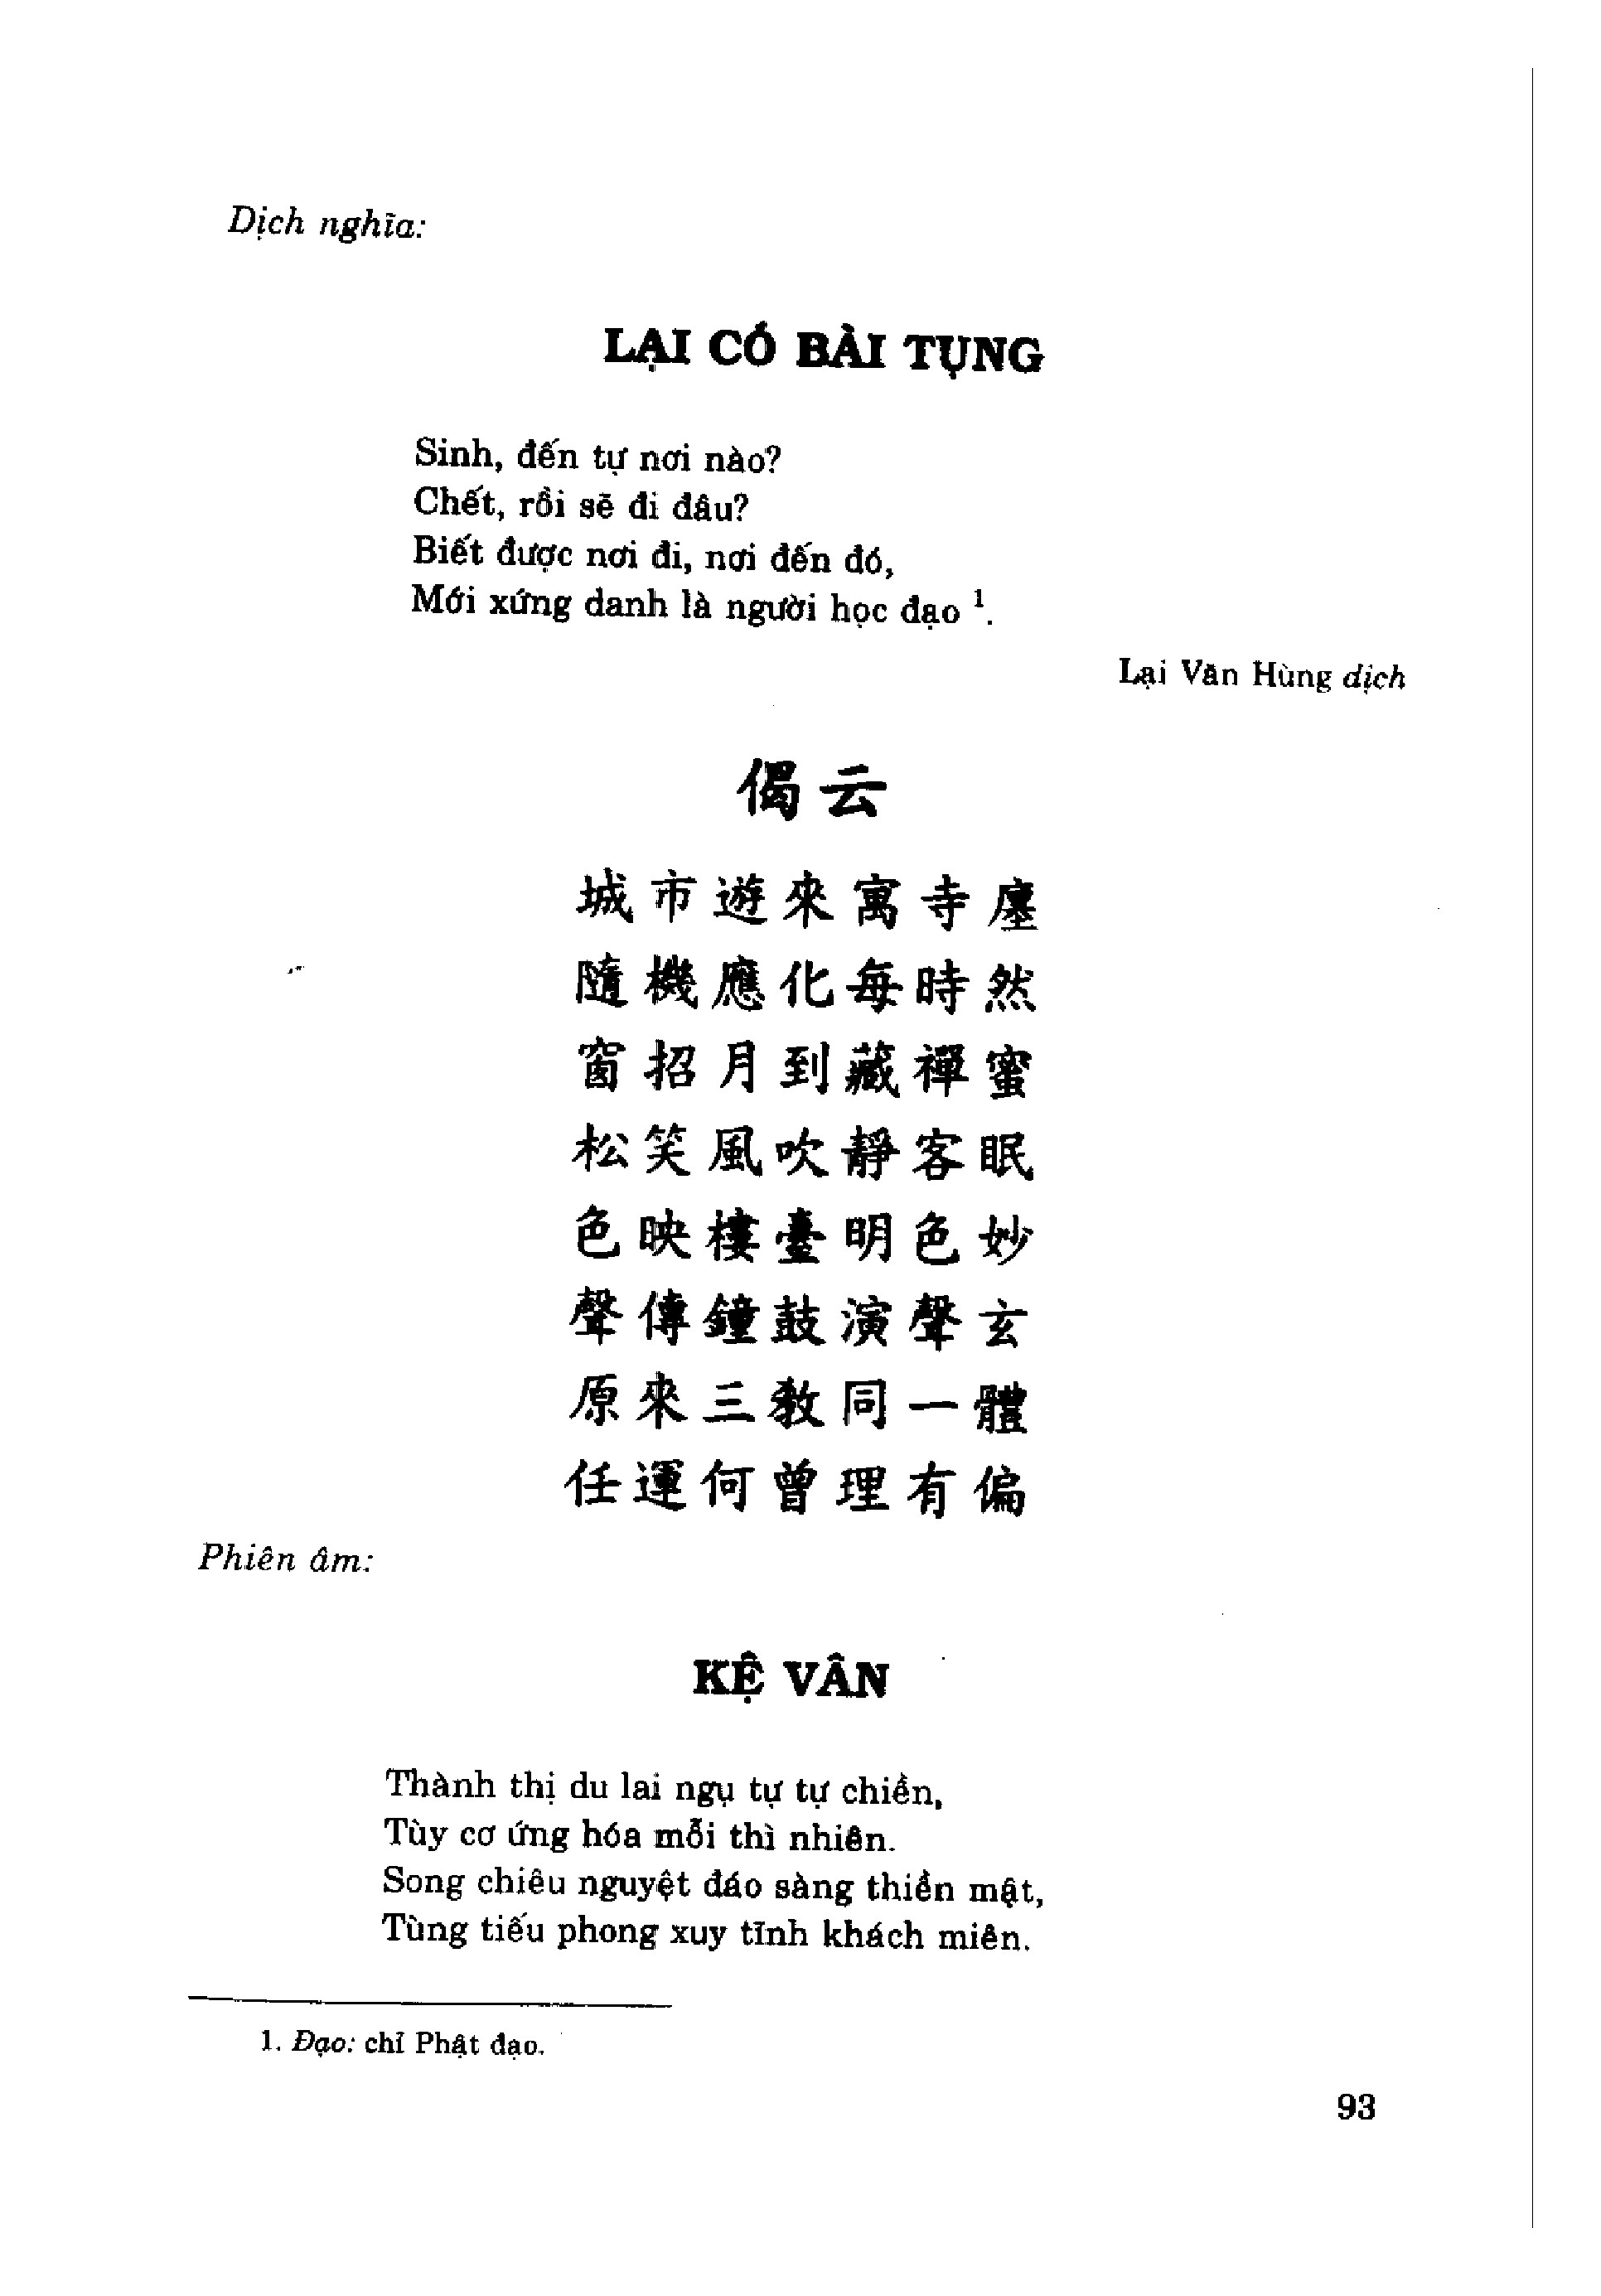 Dịch nghĩa:
LẠI CÓ BÀI TỤNG
Sinh, đến tự nơi nào?
Chết, rồi sẽ đi đâu?
Biết được nơi đi, nơi đến đó,
Mới xứng danh là người học đạo ¹.
Lại Văn Hùng dịch
偈云
城市遊來寓寺廛
隨機應化每時然
窗招月到藏禪蜜
松笑風吹靜客眠
色映樓臺明色妙
聲傳鐘鼓演聲玄
原來三教同一體
任運何曾理有偏
Phiên âm:
KỆ VÂN
Thành thị du lai ngụ tự tự chiền,
Tùy cơ ứng hóa mỗi thì nhiên.
Song chiêu nguyệt đáo sàng thiền mật,
Tùng tiếu phong xuy tĩnh khách miên.
1. Đạo: chỉ Phật đạo.
93